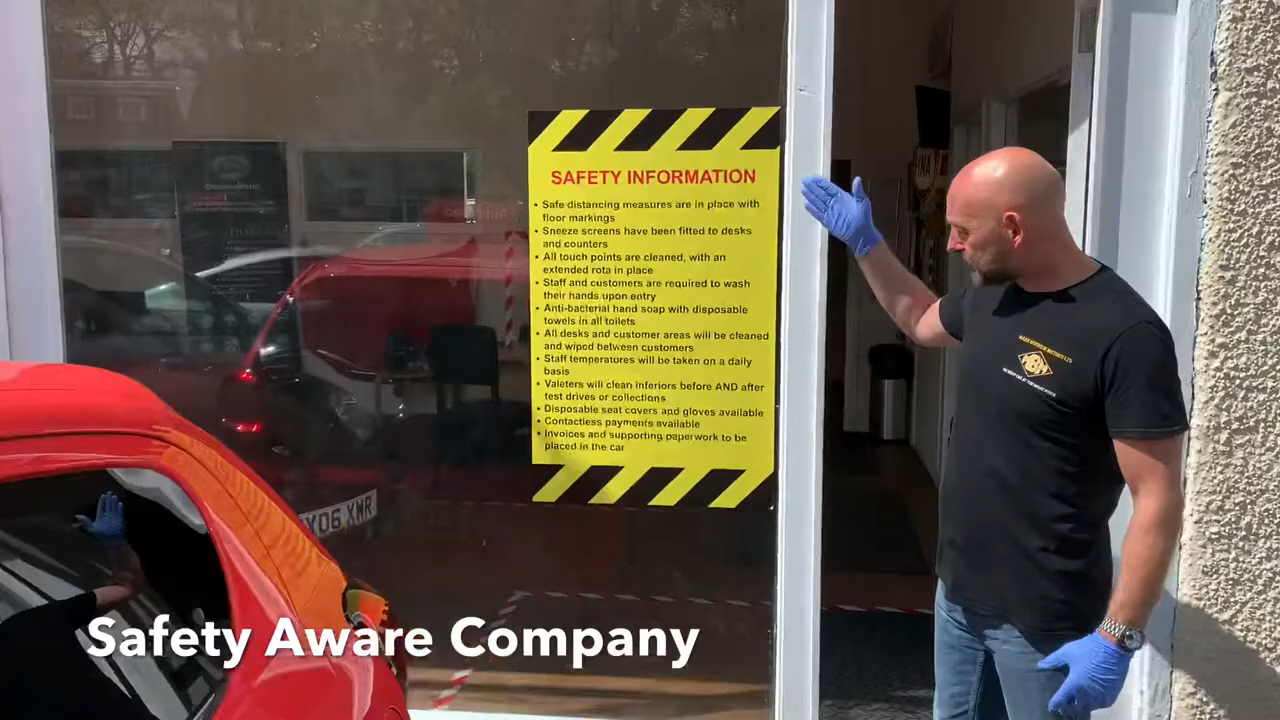 SAFETY INFORMATION
• Safe distancing measures are in place with
floor markings
• Sneeze screens have been fitted to desks
and counters
• All touch points are cleaned, with an
extended rota in place
• Staff and customers are required to wash
their hands upon entry
• Anti-bacterial hand soap with disposable
towels in all toilets
• All desks and customer areas will be cleaned
and wiped between customers
• Staff temperatures will be taken on a daily
basis
• Valeters will clean interiors before AND after
test drives or collections
• Disposable seat covers and gloves available
• Contactless payments available
• Invoices and supporting paperwork to be
placed in the car
06 XMR
Safety Aware Company